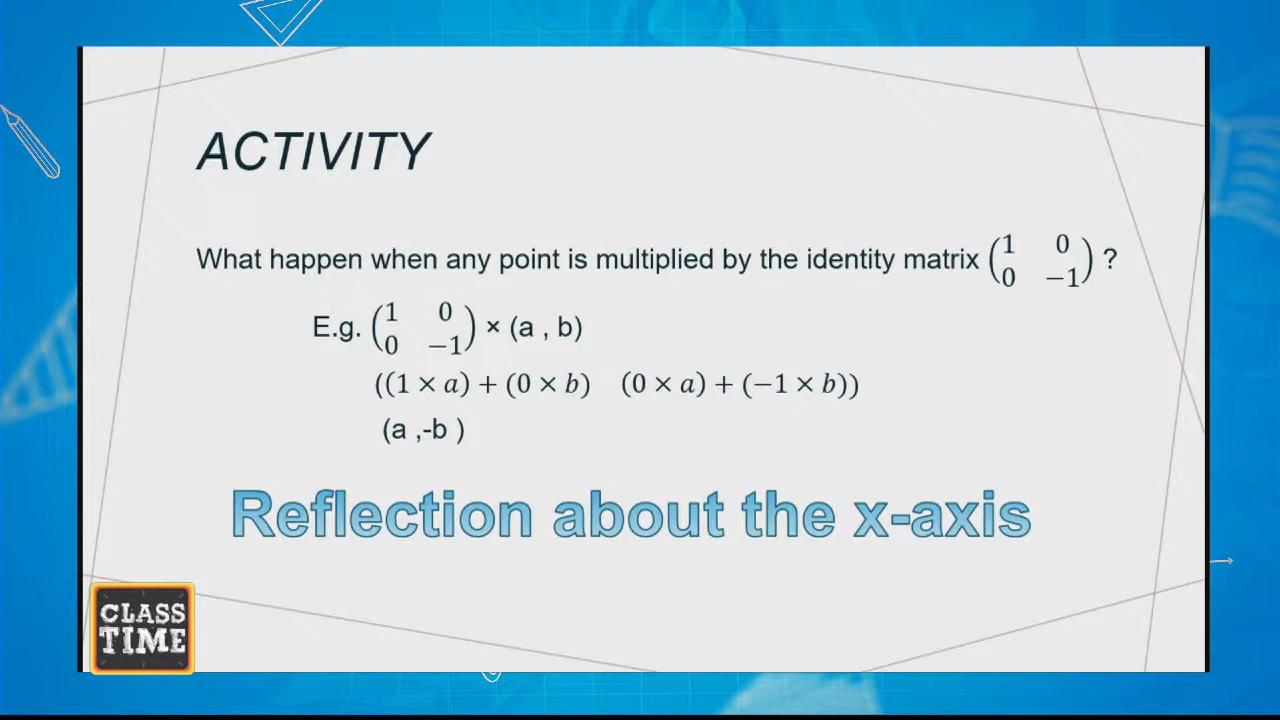 ACTIVITY
What happen when any point is multiplied by the identity matrix (1 0
0 −1) ?
E.g. (1 0
0 −1) × (a , b)
((1 × a) + (0 × b) (0 × a) + (−1 × b))
(a ,-b )
Reflection about the x-axis
CLASS
TIME